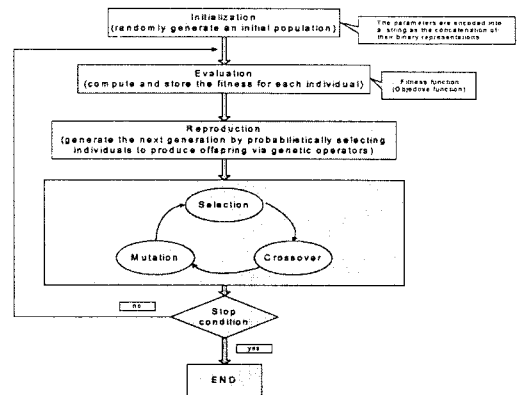 Initialization
(randomly generate an initial population)
The parameters are encoded into
a string as the concatenation of
their binary representations
Evaluation
(compute and store the fitness for each individual)
Fitness function
(Objective function)
Reproduction
(generate the next generation by probabilistically selecting
individuals to produce offspring via genetic operators)
Selection
Mutation
Crossover
no
Stop
condition
yes
END